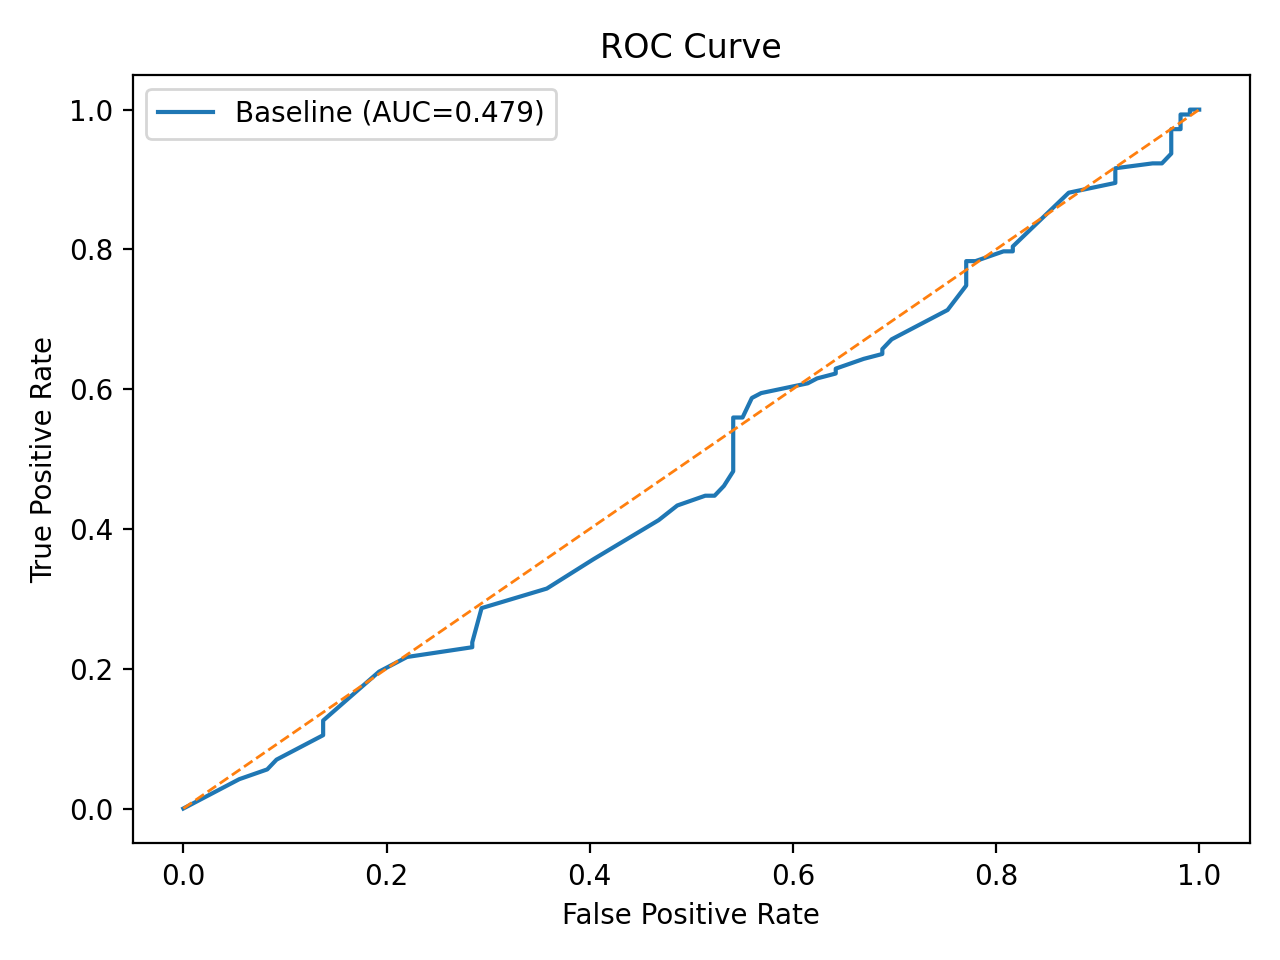 ROC Curve
Baseline (AUC=0.479)
True Positive Rate
1.0
0.8
0.6
0.4
0.2
0.0
0.0 0.2 0.4 0.6 0.8 1.0
False Positive Rate